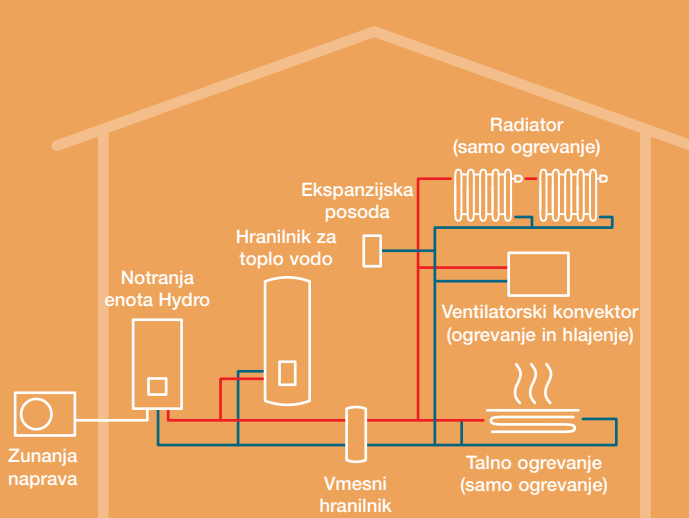 Radiator
(samo ogrevanje)
Ekspanzijska
posoda
Hranilnik za
toplo vodo
Notranja
enota Hydro
Ventilatorski konvektor
(ogrevanje in hlajenje)
Zunanja
naprava
Vmesni
hranilnik
Talno ogrevanje
(samo ogrevanje)